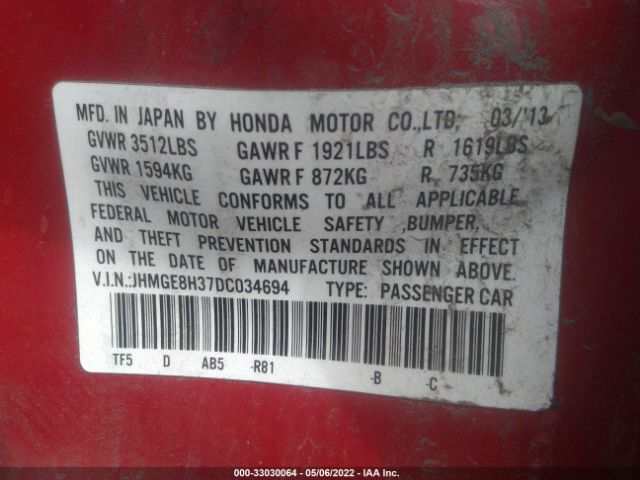 MFD. IN JAPAN BY HONDA MOTOR CO.,LTD, 03/'13
GVWR 3512LBS GAWR F 1921LBS R 1619LBS
GVWR 1594KG GAWR F 872KG R 735KG
THIS VEHICLE CONFORMS TO ALL APPLICABLE
FEDERAL MOTOR VEHICLE SAFETY ,BUMPER,
AND THEFT PREVENTION STANDARDS IN EFFECT
ON THE DATE OF MANUFACTURE SHOWN ABOVE.
V.I.N.:JHMGE8H37DC034694 TYPE: PASSENGER CAR
TF5 D AB5 -R81 -B -C
000-33030064 - 05/06/2022 - IAA Inc.